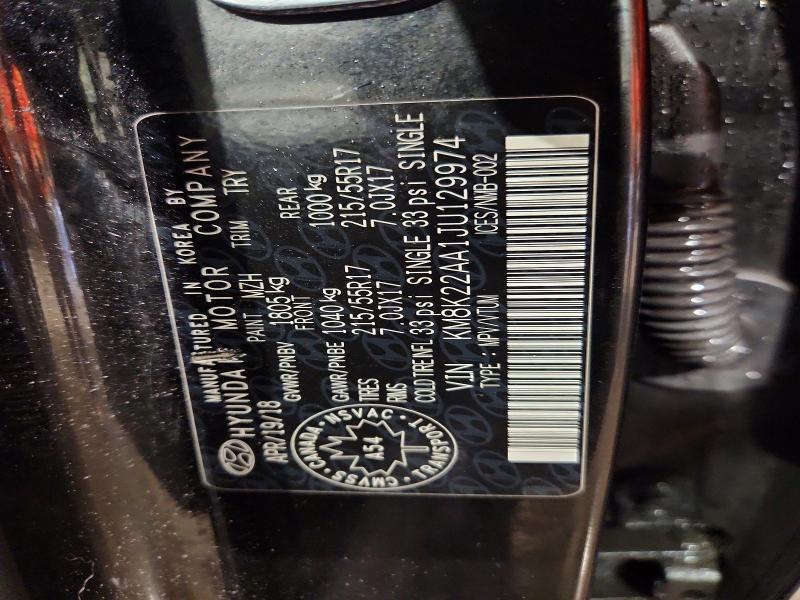 MANUFACTURED IN KOREA BY
HYUNDAI MOTOR COMPANY
APR/19/18 PAINT MZH TRIM TRY
GVWR/PNBV 1805kg
FRONT REAR
GAWR/PNBE 1040kg 1000kg
TIRES 215/55R17 215/55R17
RIMS 7.0JX17 7.0JX17
COLD TIRE INFL 33 psi SINGLE 33 psi SINGLE
VIN KM8K22AA1JU129974
TYPE : MPV/VTUM ICES/NMB-002
CANADA · NSVAC · TRANSPORT · CMVSS ·
A54